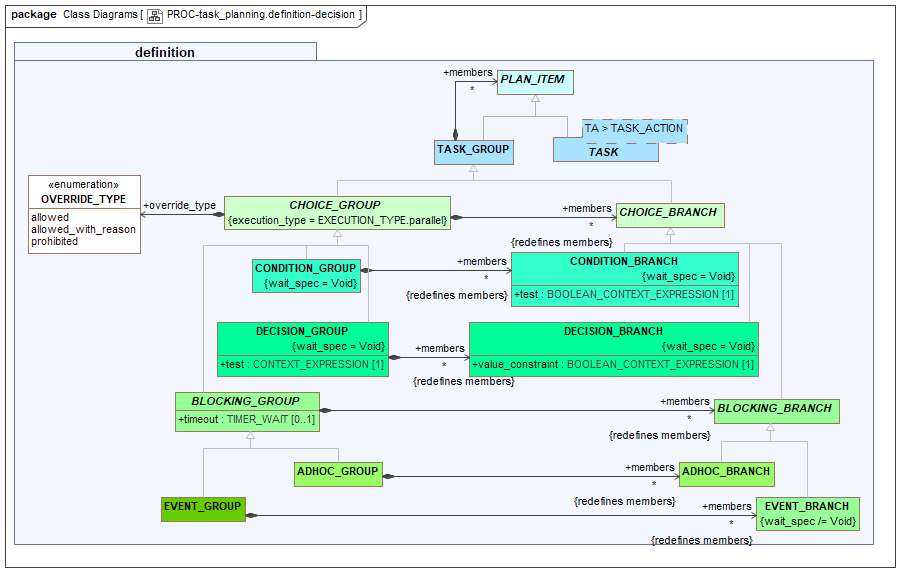 package Class Diagrams [ PROC-task_planning.definition-decision ]
definition
+members
*
PLAN_ITEM
TA > TASK_ACTION
TASK_GROUP
TASK
«enumeration»
OVERRIDE_TYPE
allowed
allowed_with_reason
prohibited
+override_type
CHOICE_GROUP
{execution_type = EXECUTION_TYPE.parallel}
+members
*
{redefines members}
CHOICE_BRANCH
CONDITION_GROUP
{wait_spec = Void}
+members
*
{redefines members}
CONDITION_BRANCH
{wait_spec = Void}
+test : BOOLEAN_CONTEXT_EXPRESSION [1]
DECISION_GROUP
{wait_spec = Void}
+test : CONTEXT_EXPRESSION [1]
+members
*
{redefines members}
DECISION_BRANCH
{wait_spec = Void}
+value_constraint : BOOLEAN_CONTEXT_EXPRESSION [1]
BLOCKING_GROUP
+timeout : TIMER_WAIT [0..1]
+members
*
{redefines members}
BLOCKING_BRANCH
ADHOC_GROUP
+members
*
{redefines members}
ADHOC_BRANCH
EVENT_GROUP
+members
*
{redefines members}
EVENT_BRANCH
{wait_spec /= Void}